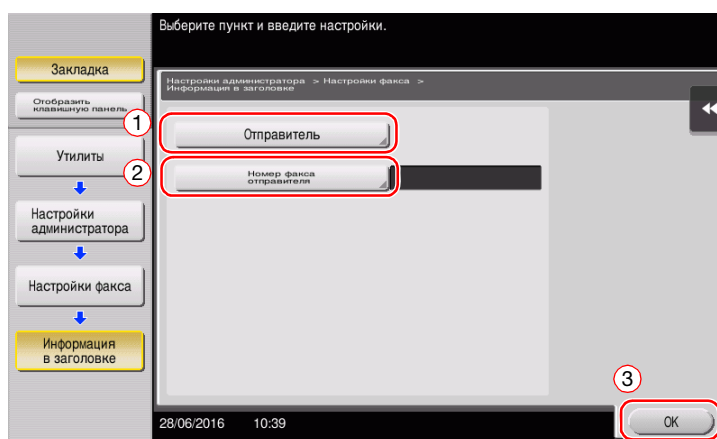 Выберите пункт и введите настройки.
Закладка
Отобразить
клавишную панель
Настройки администратора > Настройки факса >
Информация в заголовке
1
Отправитель
2
Номер факса
отправителя
Утилиты
Настройки
администратора
Настройки факса
Информация
в заголовке
3
28/06/2016 10:39
OK